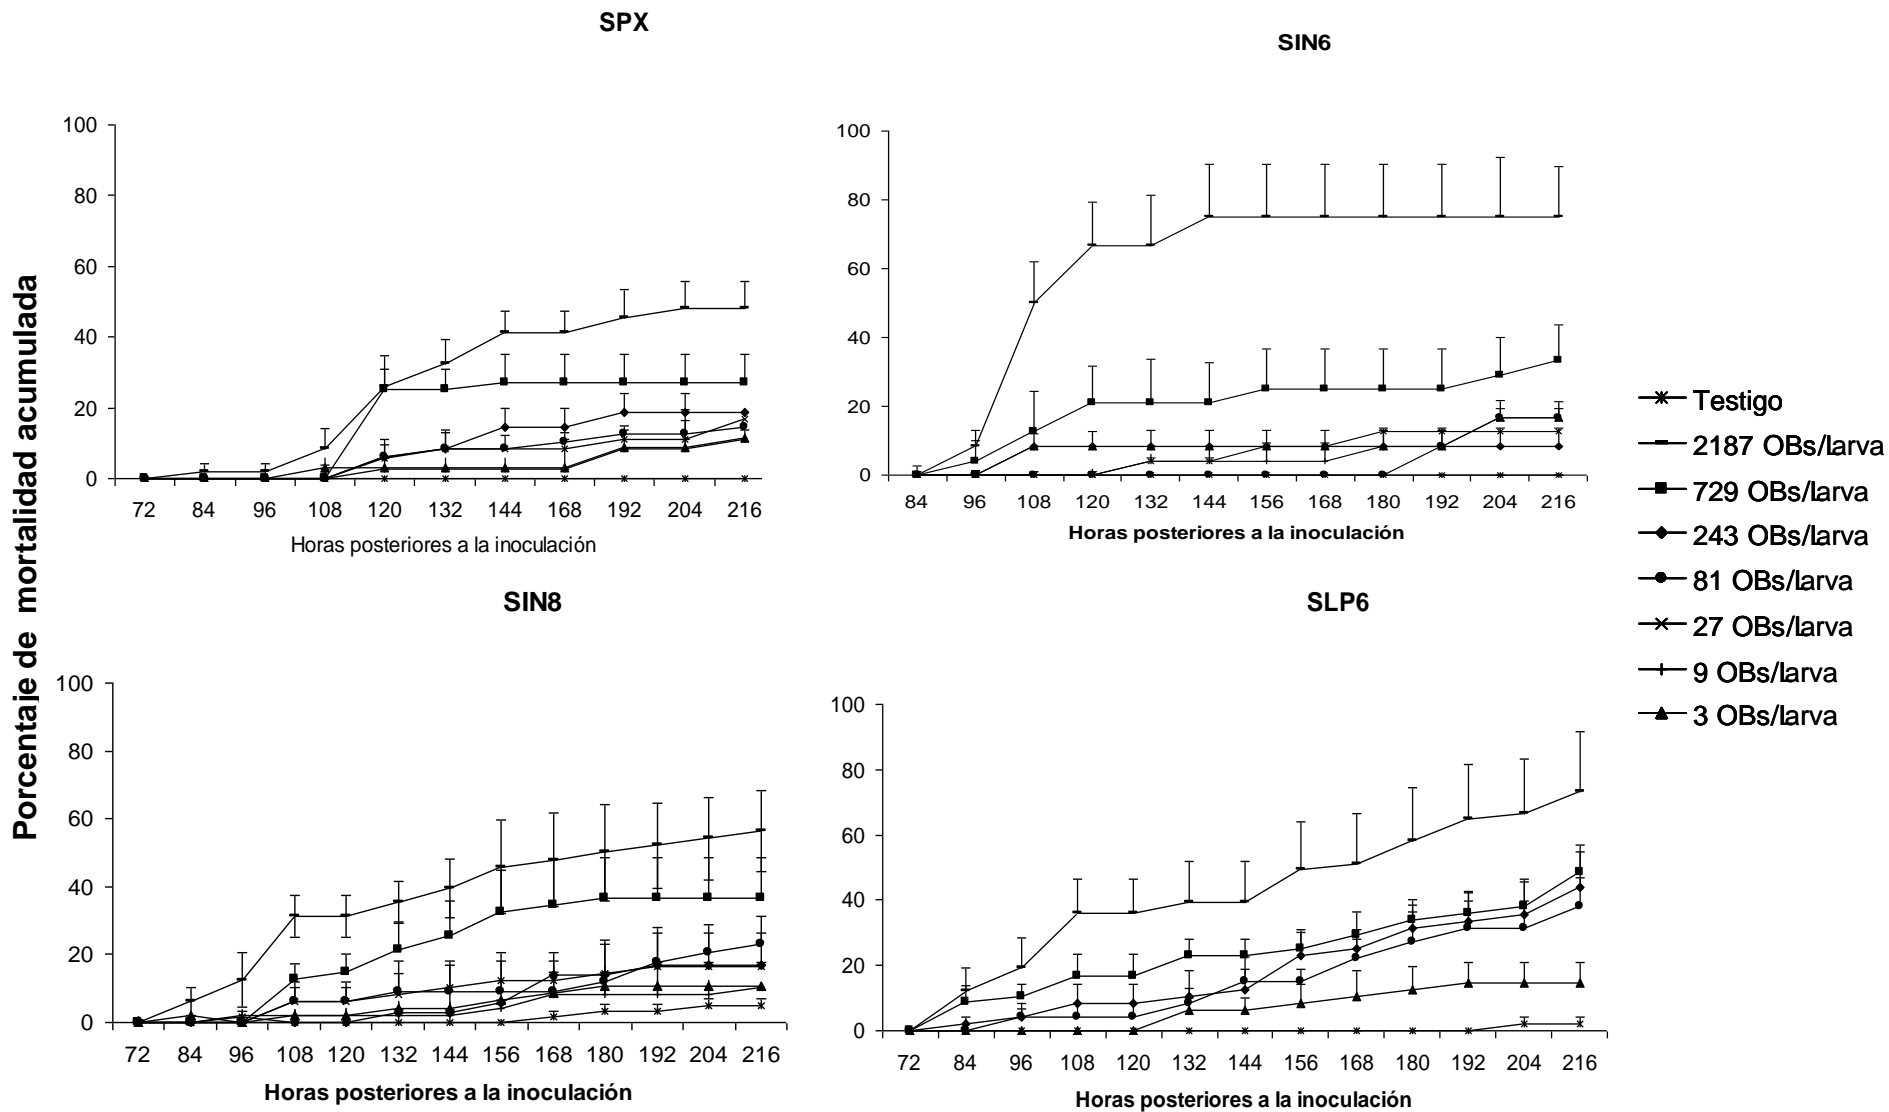 Porcentaje de mortalidad acumulada
SPX
100
80
60
40
20
0
72 84 96 108 120 132 144 168 192 204 216
Horas posteriores a la inoculación
SIN6
100
80
60
40
20
0
84 96 108 120 132 144 156 168 180 192 204 216
Horas posteriores a la inoculación
SIN8
100
80
60
40
20
0
72 84 96 108 120 132 144 156 168 180 192 204 216
Horas posteriores a la inoculación
SLP6
100
80
60
40
20
0
72 84 96 108 120 132 144 156 168 180 192 204 216
Horas posteriores a la inoculación
Testigo
2187 OBs/larva
729 OBs/larva
243 OBs/larva
81 OBs/larva
27 OBs/larva
9 OBs/larva
3 OBs/larva